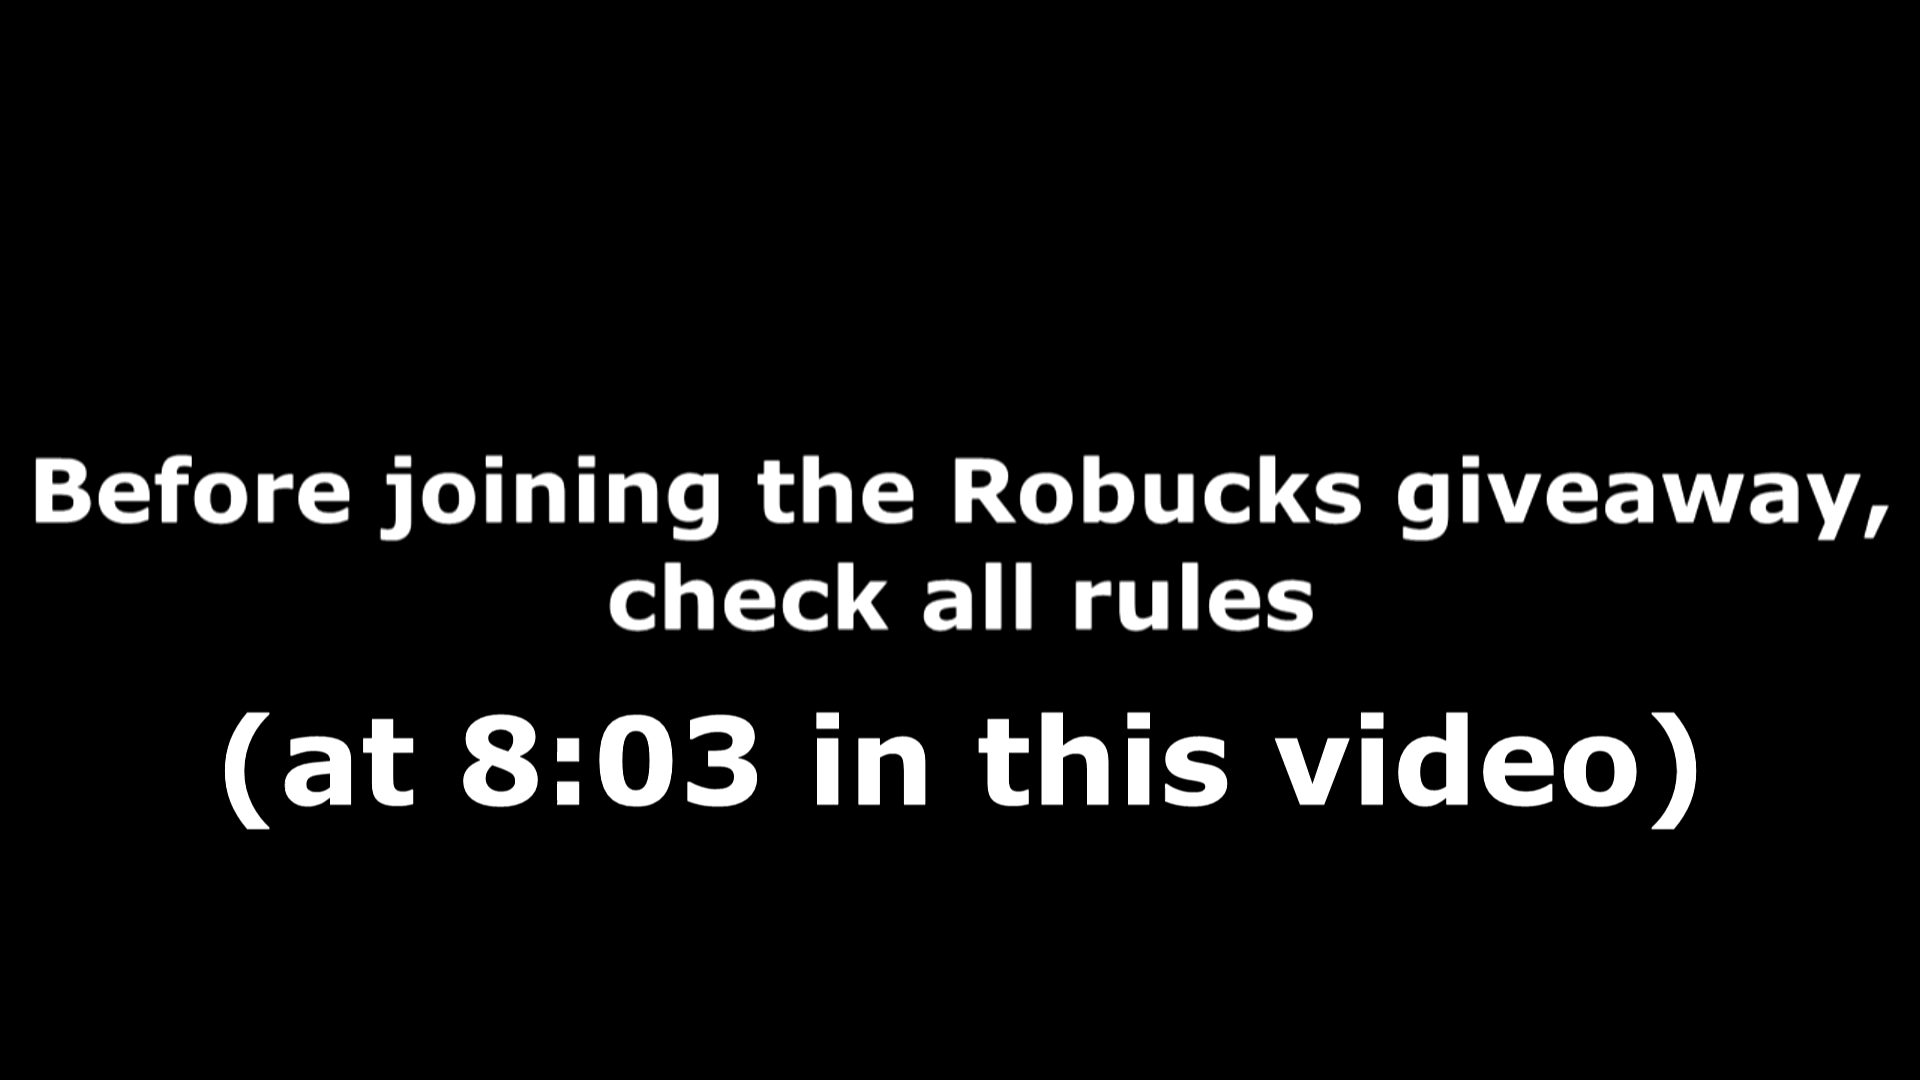 Before joining the Robucks giveaway,
check all rules
(at 8:03 in this video)